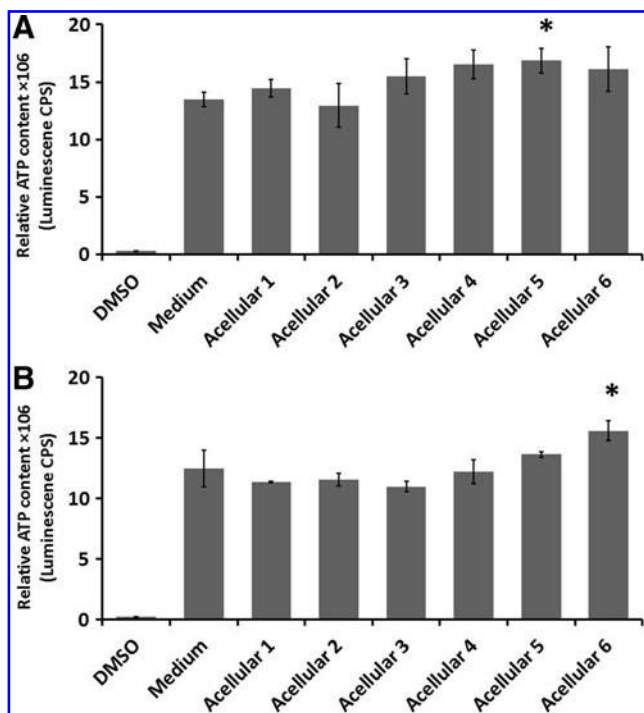 A
20
*
15
10
5
0
Relative ATP content ×106
(Luminescene CPS)
DMSO
Medium
Acellular 1
Acellular 2
Acellular 3
Acellular 4
Acellular 5
Acellular 6
B
20
*
15
10
5
0
Relative ATP content ×106
(Luminescene CPS)
DMSO
Medium
Acellular 1
Acellular 2
Acellular 3
Acellular 4
Acellular 5
Acellular 6